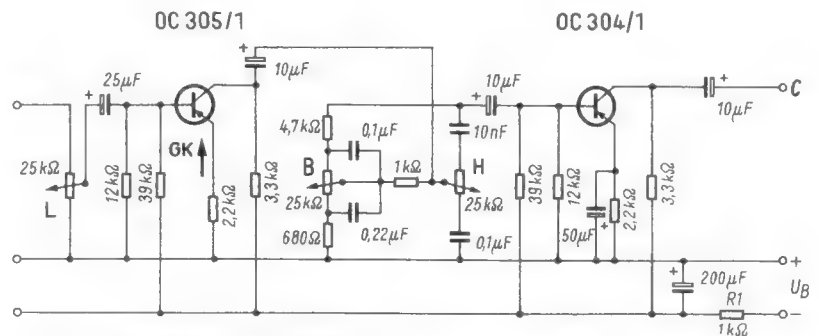 OC 305/1
OC 304/1
25µF
+
+
10µF
10µF
+
+
10µF
C
4,7kΩ
0,1µF
10nF
GK
B
1kΩ
H
25kΩ
L
12kΩ
39kΩ
2,2kΩ
3,3kΩ
25kΩ
25kΩ
680Ω
0,22µF
0,1µF
39kΩ
12kΩ
50µF
+
2,2kΩ
3,3kΩ
+
200µF
+
U_B
R1
1kΩ
–